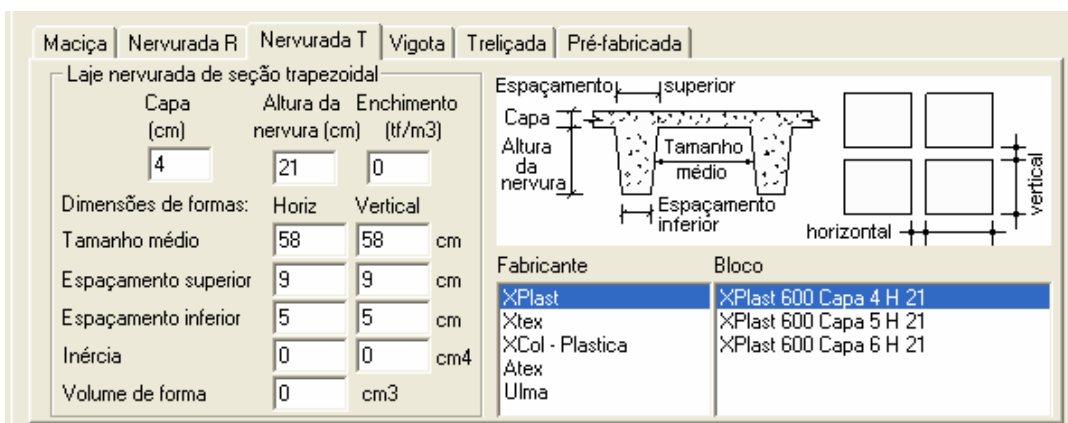 Maciça Nervurada R Nervurada T Vigota Treliçada Pré-fabricada
Laje nervurada de seção trapezoidal
Capa (cm)
Altura da nervura (cm)
Enchimento (tf/m3)
4 21 0
Dimensões de formas: Horiz Vertical
Tamanho médio 58 58 cm
Espaçamento superior 9 9 cm
Espaçamento inferior 5 5 cm
Inércia 0 0 cm4
Volume de forma 0 cm3
Espaçamento superior
Capa
Altura
da
nervura
Tamanho
médio
Espaçamento
inferior
horizontal
vertical
Fabricante
XPlast
Xtex
XCol - Plastica
Atex
Ulma
Bloco
XPlast 600 Capa 4 H 21
XPlast 600 Capa 5 H 21
XPlast 600 Capa 6 H 21